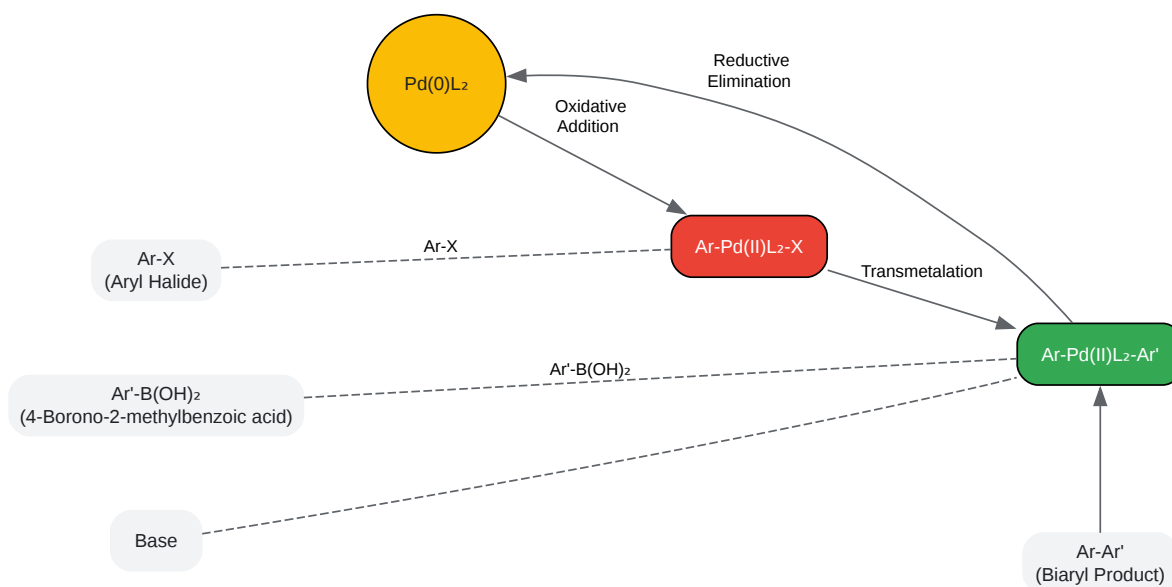 Reductive
Elimination
Pd(0)L₂
Oxidative
Addition
Ar-X
Ar-Pd(II)L₂-X
Ar-X
(Aryl Halide)
Transmetalation
Ar-Pd(II)L₂-Ar'
Ar'-B(OH)₂
Ar'-B(OH)₂
(4-Borono-2-methylbenzoic acid)
Base
Ar-Ar'
(Biaryl Product)